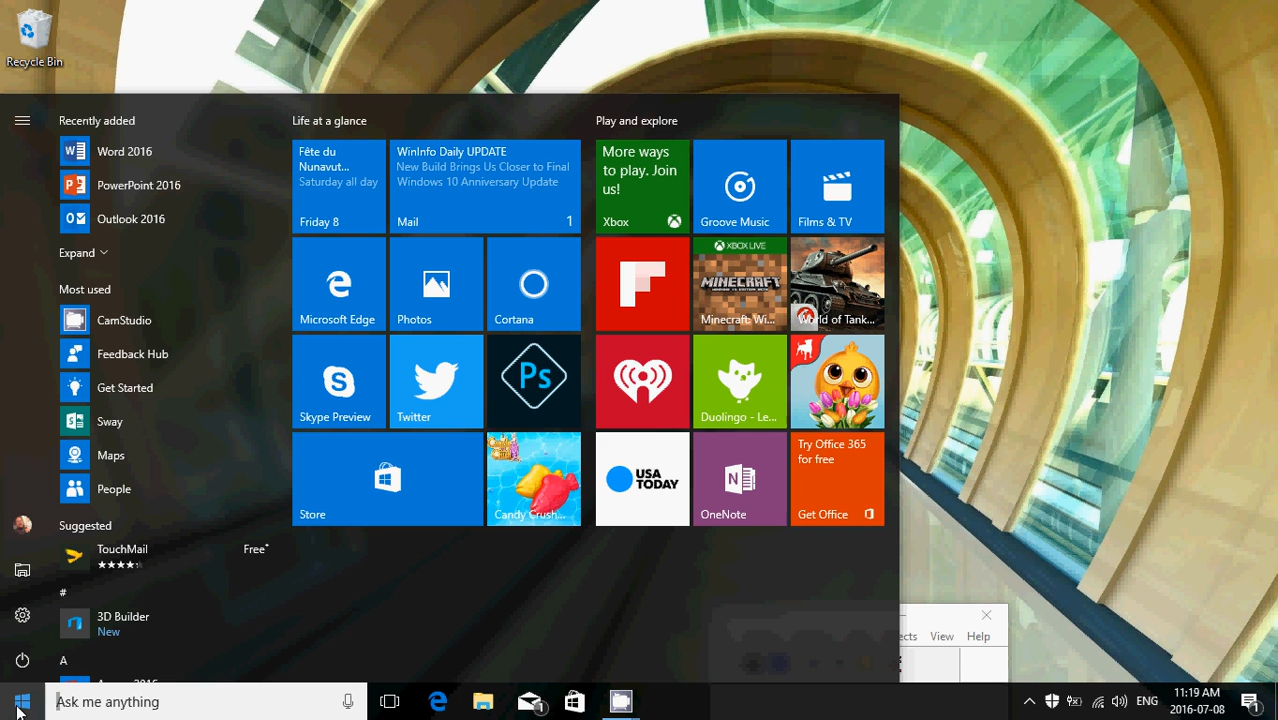 Recycle Bin
Recently added
Word 2016
PowerPoint 2016
Outlook 2016
Expand
Most used
CamStudio
Feedback Hub
Get Started
Sway
Maps
People
Suggested
TouchMail
Free*
#
3D Builder
New
A
Life at a glance
Fête du
Nunavut...
Saturday all day
Friday 8
WinInfo Daily UPDATE
New Build Brings Us Closer to Final
Windows 10 Anniversary Update
Mail 1
Microsoft Edge
Photos
Cortana
Skype Preview
Twitter
Ps
Store
Candy Crush...
Play and explore
More ways
to play. Join
us!
Xbox
Groove Music
Films & TV
XBOX LIVE
MINECRAFT
Minecraft: Wi...
World of Tank...
Duolingo - Le...
USA
TODAY
OneNote
Try Office 365
for free
Get Office
ects View Help
Ask me anything
1
ENG
11:19 AM
2016-07-08
1